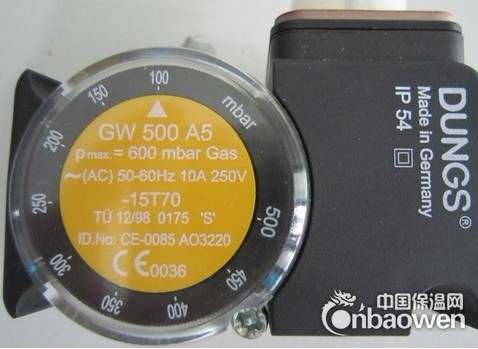 100
150
200
250
300
350
400
450
500
mbar
GW 500 A5
pmax. = 600 mbar Gas
~(AC) 50-60Hz 10A 250V
-15T70
TÜ 12/98 0175 'S'
ID.No: CE-0085 AO3220
CE0036
DUNGS®
Made in Germany
IP 54
中国保温网
Cnbaowen